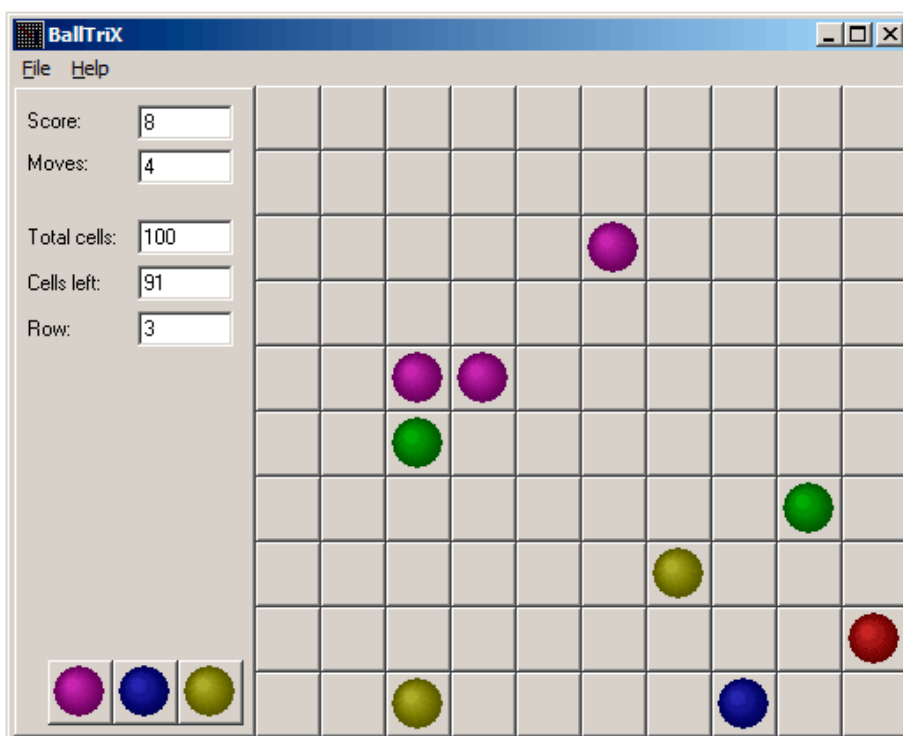 BallTriX
File Help
Score: 8
Moves: 4
Total cells: 100
Cells left: 91
Row: 3